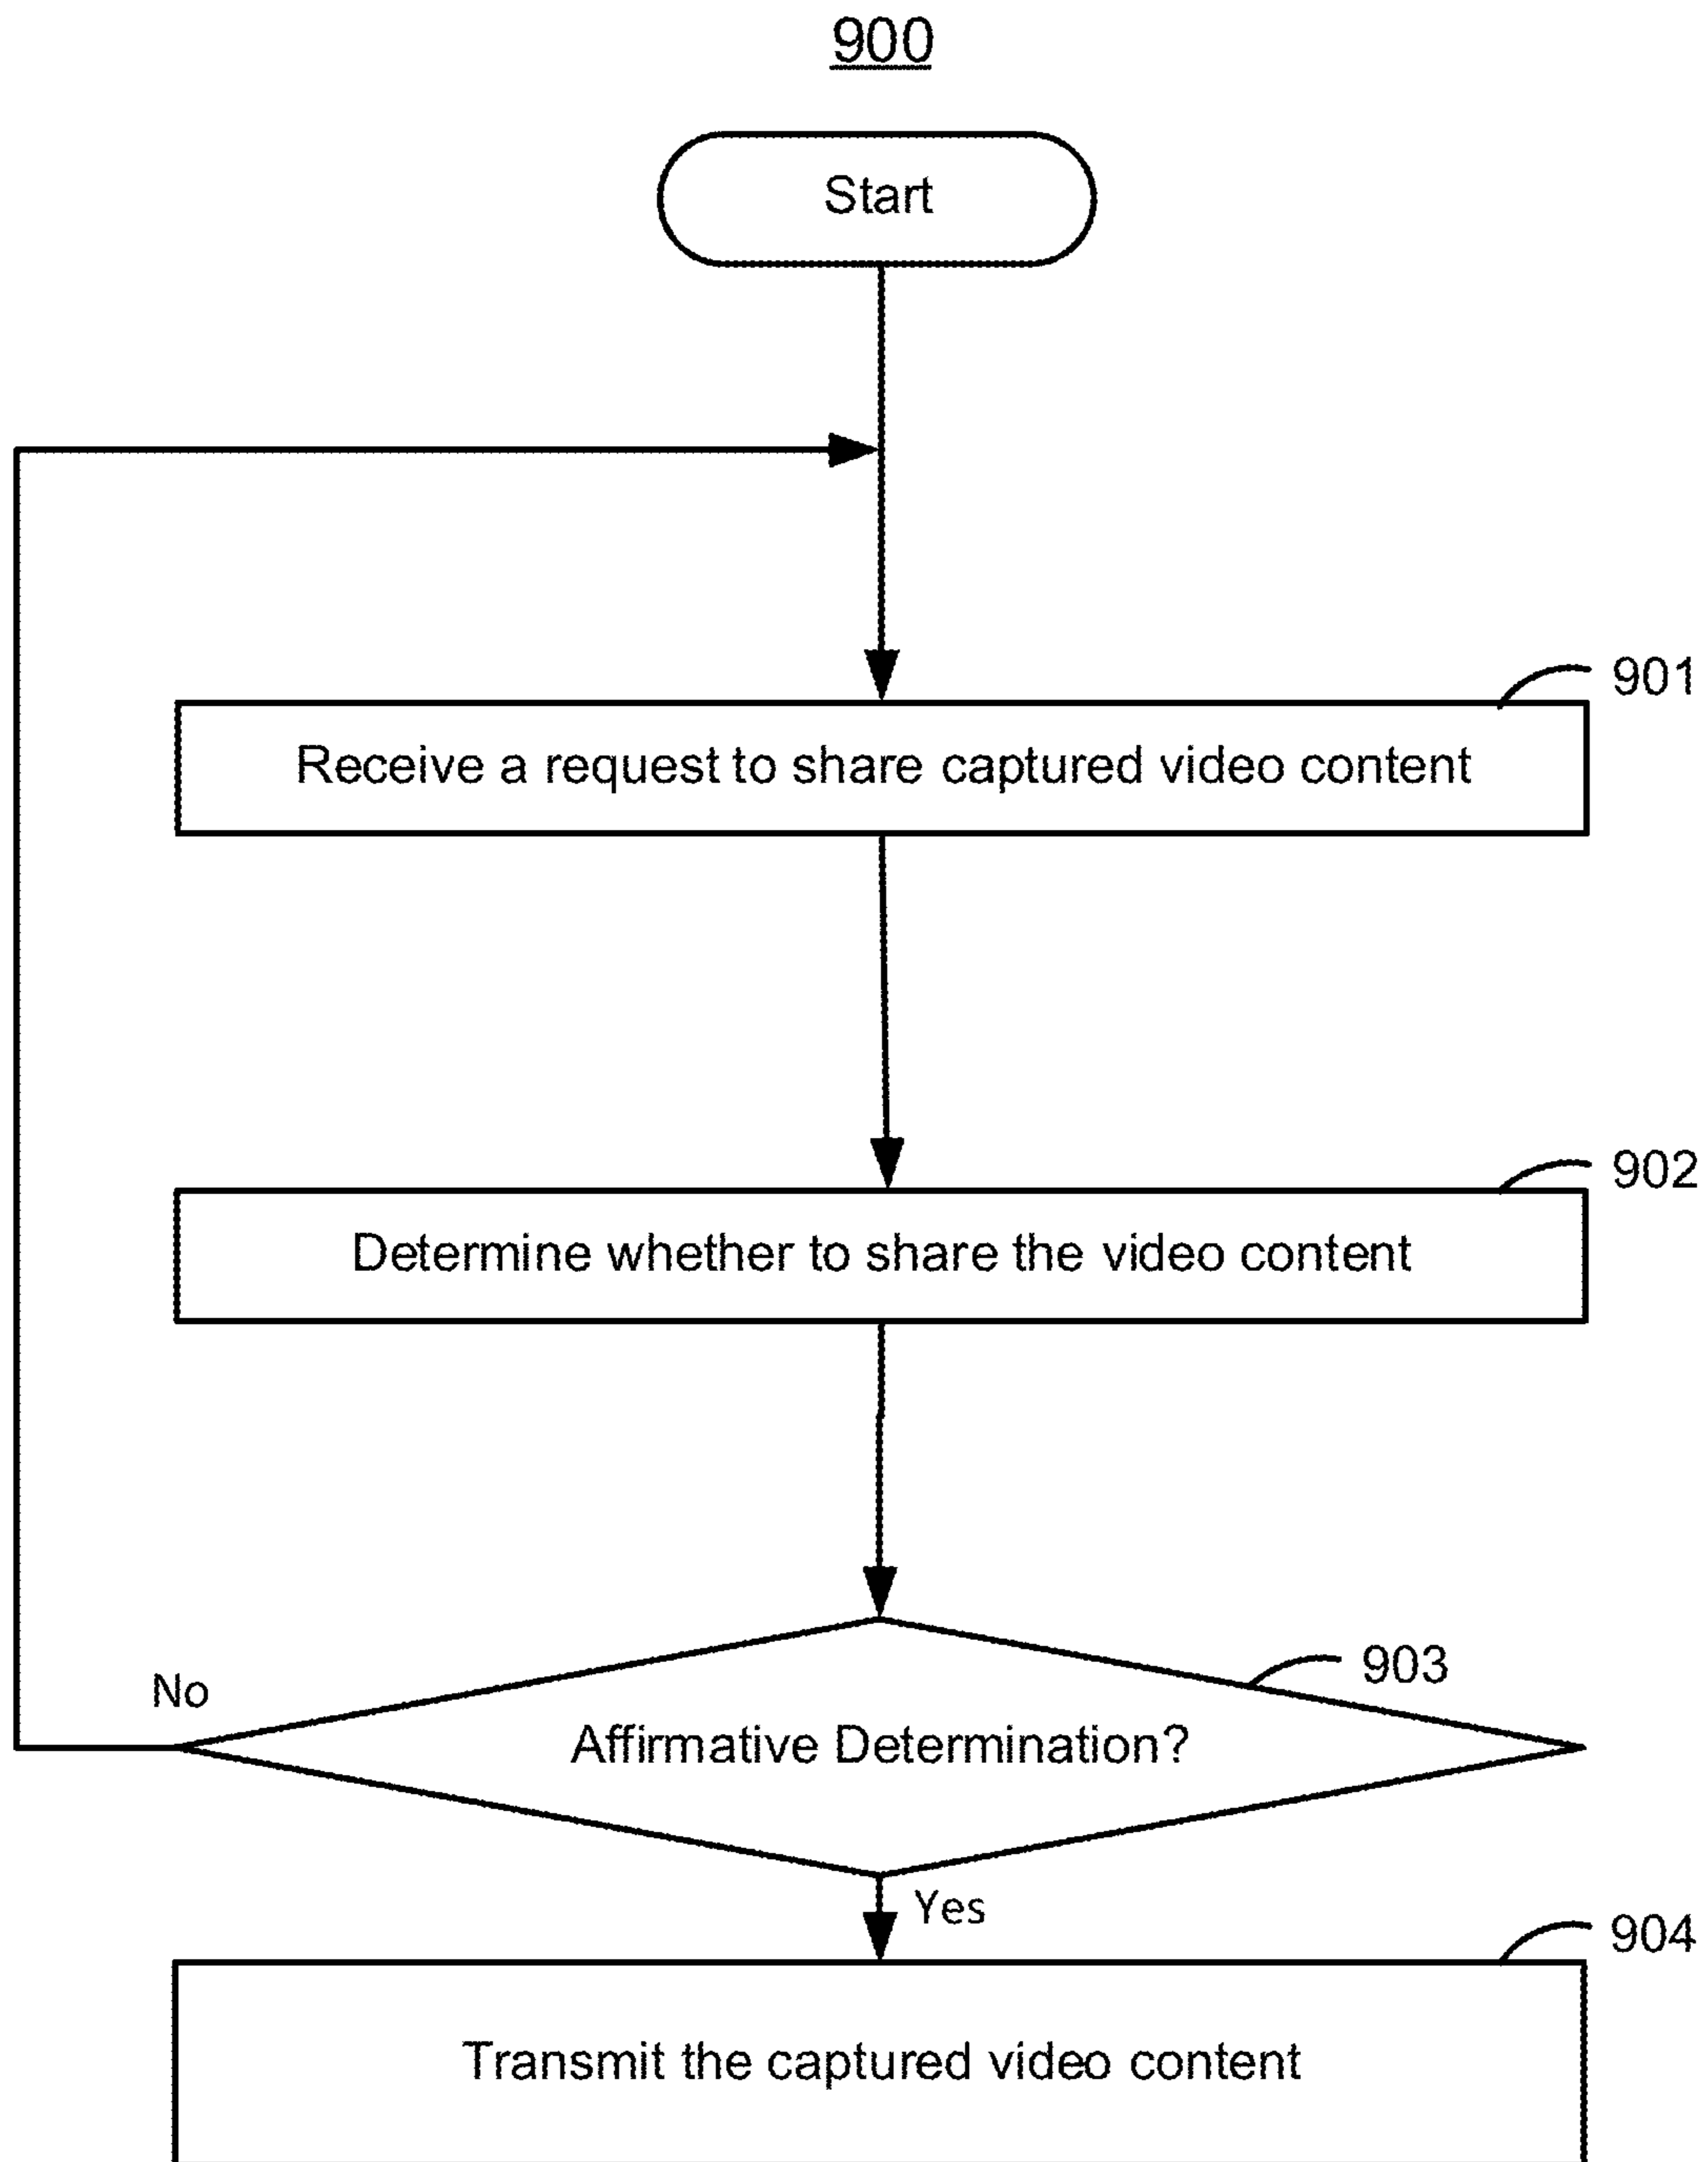 900
Start
901
Receive a request to share captured video content
902
Determine whether to share the video content
903
No
Affirmative Determination?
Yes
904
Transmit the captured video content